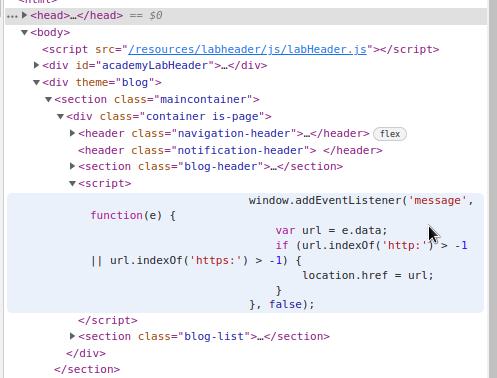 <html>
<head>…</head> == $0
<body>
<script src="/resources/labheader/js/labHeader.js"></script>
<div id="academyLabHeader">…</div>
<div theme="blog">
<section class="maincontainer">
<div class="container is-page">
<header class="navigation-header">…</header> flex
<header class="notification-header"> </header>
<section class="blog-header">…</section>
<script>
window.addEventListener('message',
function(e) {
var url = e.data;
if (url.indexOf('http:') > -1
|| url.indexOf('https:') > -1) {
location.href = url;
}
}, false);
</script>
<section class="blog-list">…</section>
</div>
</section>